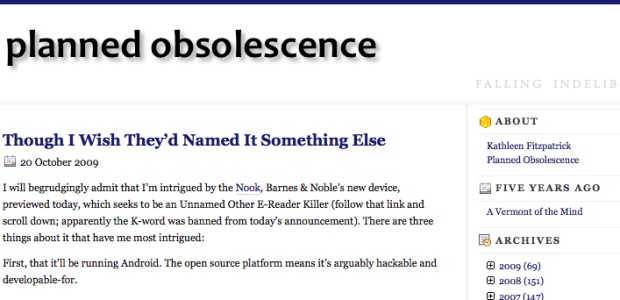 planned obsolescence
FALLING INDELIB
Though I Wish They'd Named It Something Else
20 October 2009
I will begrudgingly admit that I'm intrigued by the Nook, Barnes & Noble's new device,
previewed today, which seeks to be an Unnamed Other E-Reader Killer (follow that link and
scroll down; apparently the K-word was banned from today's announcement). There are three
things about it that have me most intrigued:
First, that it'll be running Android. The open source platform means it's arguably hackable and
developable-for.
ABOUT
Kathleen Fitzpatrick
Planned Obsolescence
FIVE YEARS AGO
A Vermont of the Mind
ARCHIVES
2009 (69)
2008 (151)
2007 (147)